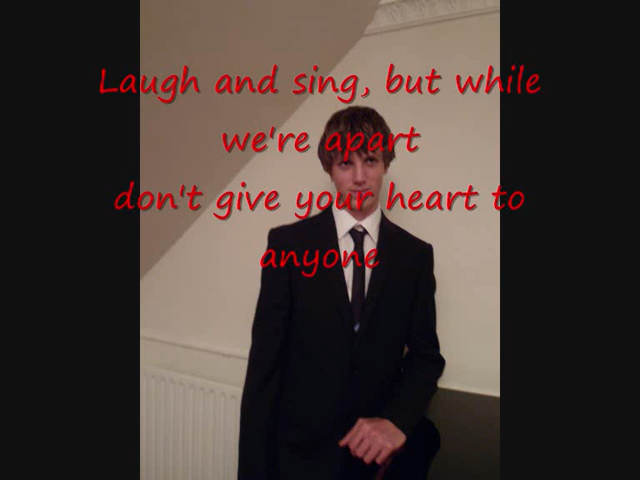 Laugh and sing, but while
we're apart
don't give your heart to
anyone